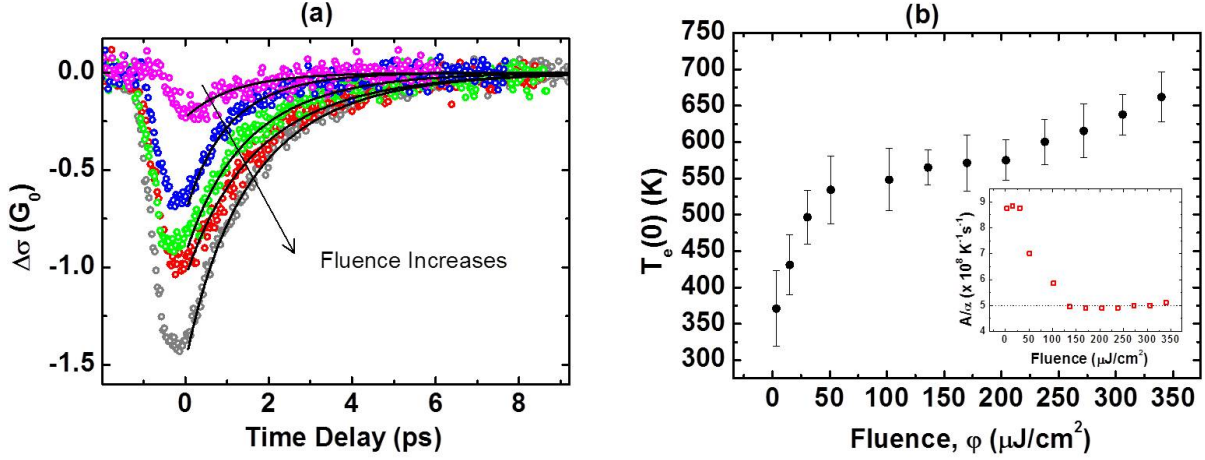 (a)
0.0
-0.5
-1.0
-1.5
Δσ (G₀)
Fluence Increases
0 2 4 6 8
Time Delay (ps)
(b)
700
650
600
550
500
450
400
350
300
Tₑ(0) (K)
0 50 100 150 200 250 300 350
Fluence, φ (μJ/cm²)
9
8
7
6
5
4
A/α (x 10⁸ K⁻¹s⁻¹)
0 50 100 150 200 250 300 350
Fluence (μJ/cm²)